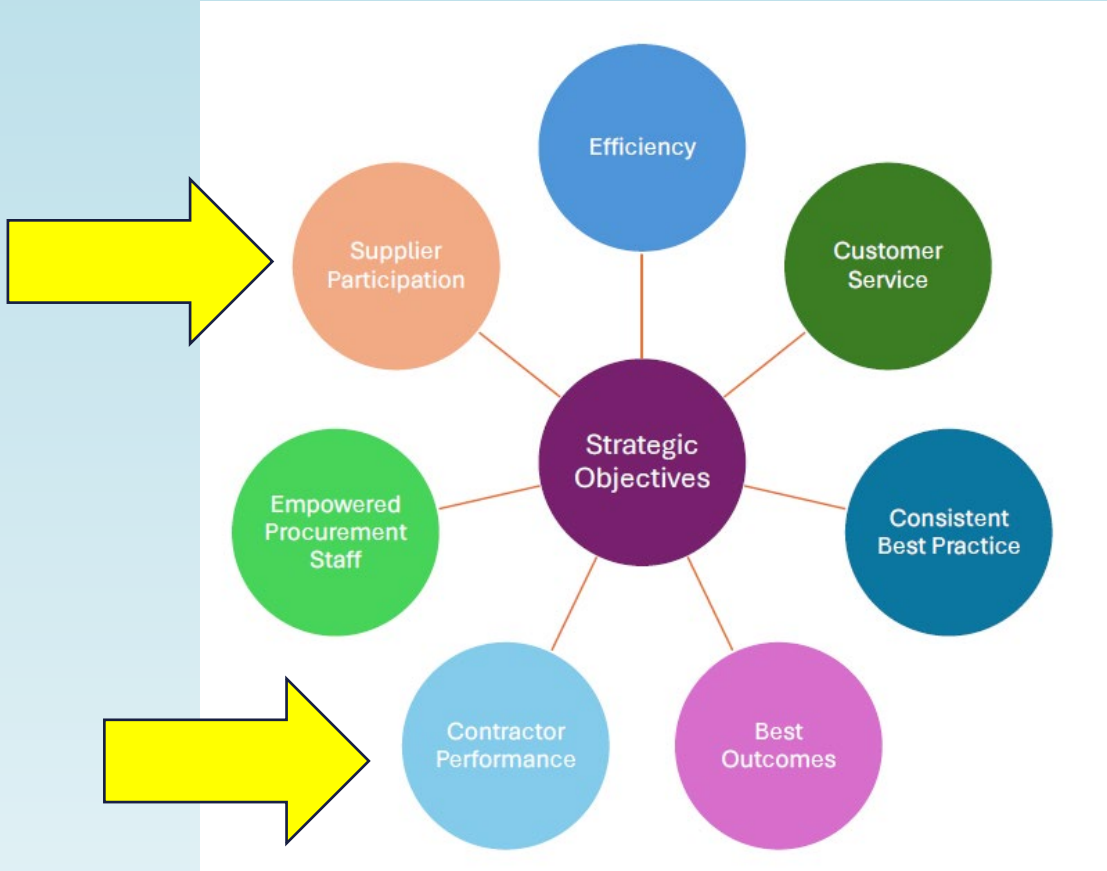 Efficiency
Supplier
Participation
Customer
Service
Strategic
Objectives
Empowered
Procurement
Staff
Consistent
Best Practice
Contractor
Performance
Best
Outcomes